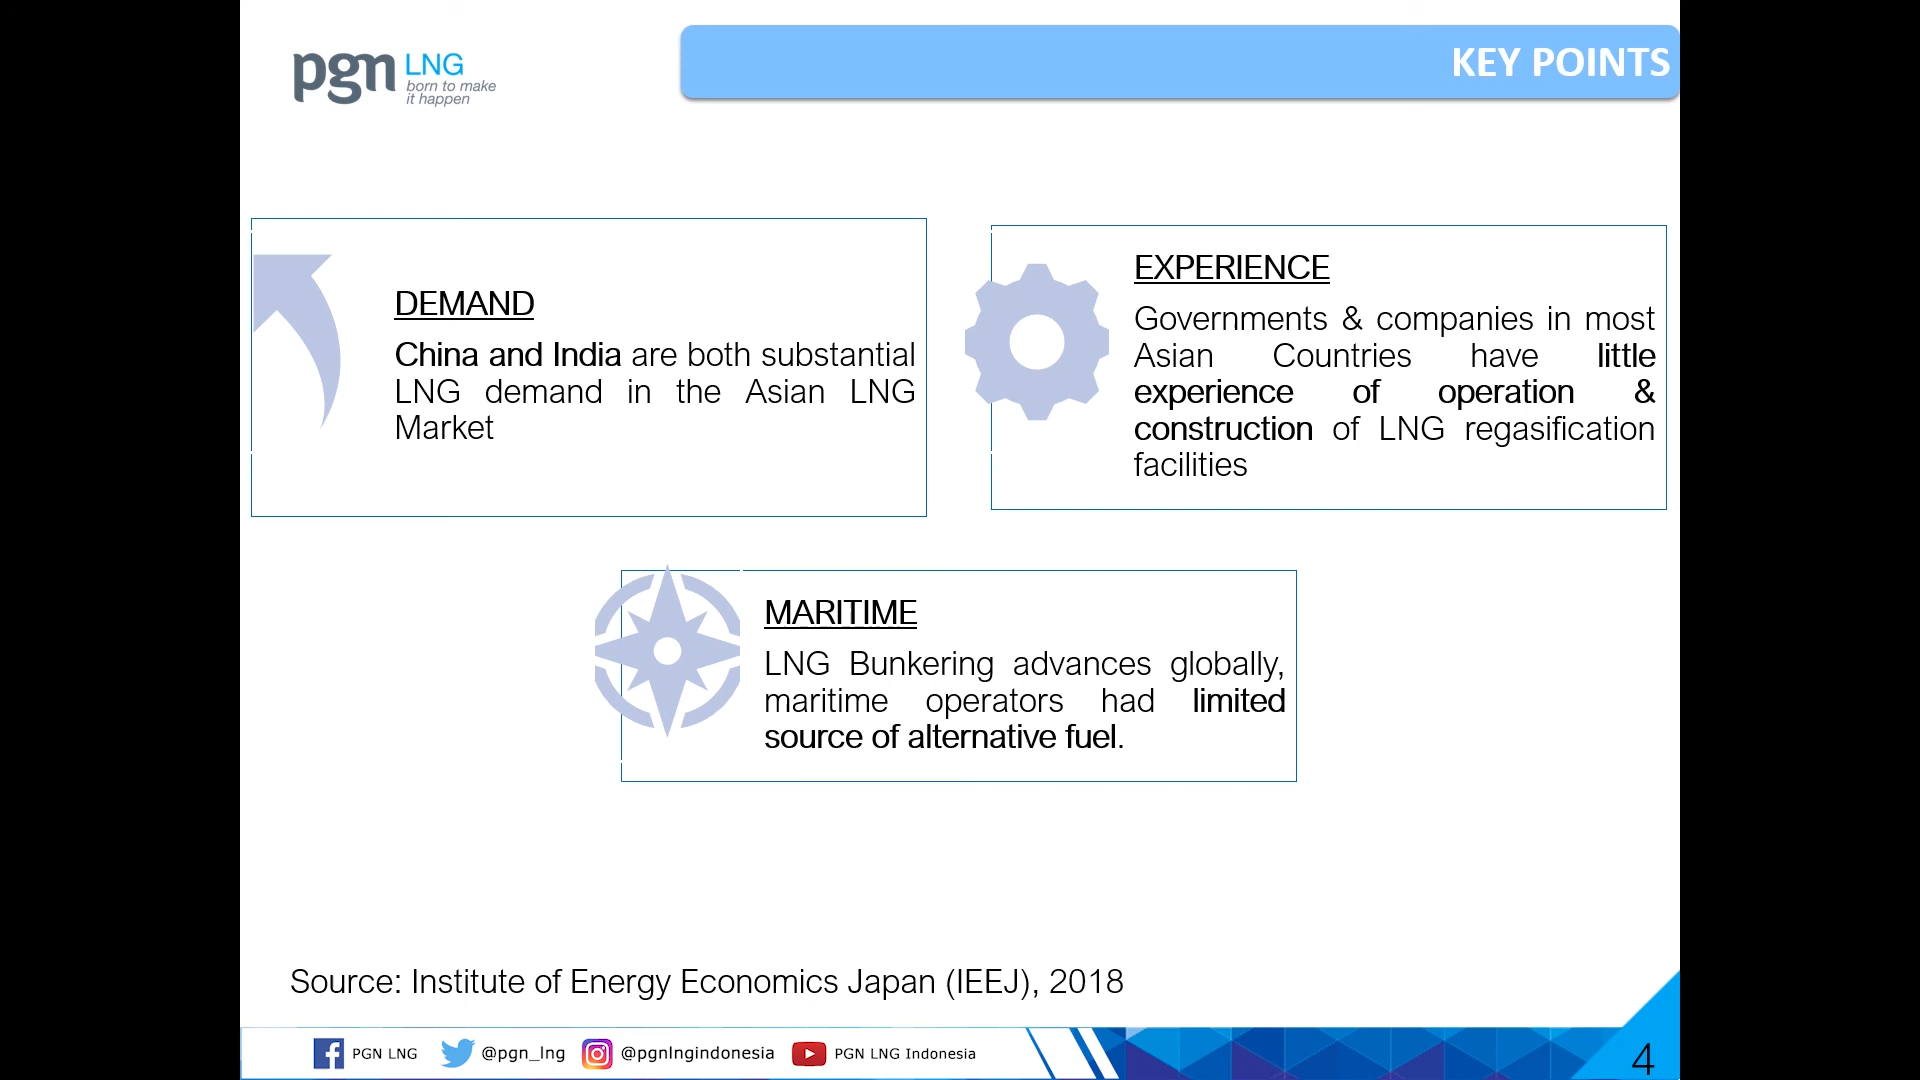 pgn LNG
born to make
it happen
KEY POINTS
DEMAND
China and India are both substantial
LNG demand in the Asian LNG
Market
EXPERIENCE
Governments & companies in most
Asian Countries have little
experience of operation &
construction of LNG regasification
facilities
MARITIME
LNG Bunkering advances globally,
maritime operators had limited
source of alternative fuel.
Source: Institute of Energy Economics Japan (IEEJ), 2018
PGN LNG @pgn_lng @pgnlngindonesia PGN LNG Indonesia
4